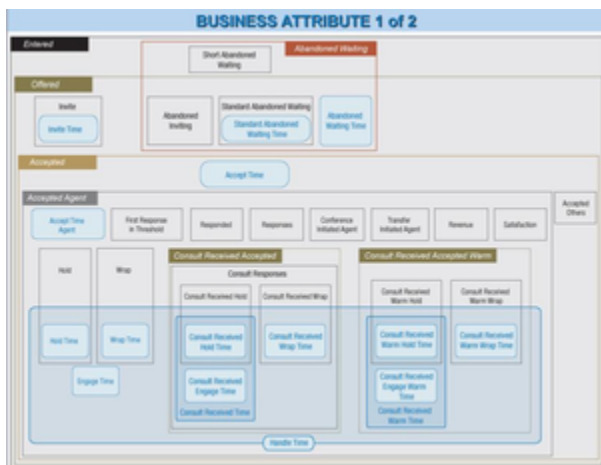 BUSINESS ATTRIBUTE 1 of 2
Entered
Abandoned Waiting
Short Abandoned
Waiting
Offered
Invite
Invite Time
Abandoned
Inviting
Standard Abandoned Waiting
Standard Abandoned
Waiting Time
Abandoned
Waiting Time
Accepted
Accept Time
Accepted Agent
Accepted
Others
Accept Time
Agent
First Response
in Threshold
Responded
Responses
Conference
Initiated Agent
Transfer
Initiated Agent
Revenue
Satisfaction
Hold
Wrap
Consult Received Accepted
Consult Responses
Consult Received Hold
Consult Received Wrap
Consult Received Accepted Warm
Consult Received
Warm Hold
Consult Received
Warm Wrap
Hold Time
Wrap Time
Consult Received
Hold Time
Consult Received
Wrap Time
Consult Received
Warm Hold Time
Consult Received
Warm Wrap Time
Engage Time
Consult Received
Engage Time
Consult Received Time
Consult Received
Engage Warm
Time
Consult Received
Warm Time
Handle Time